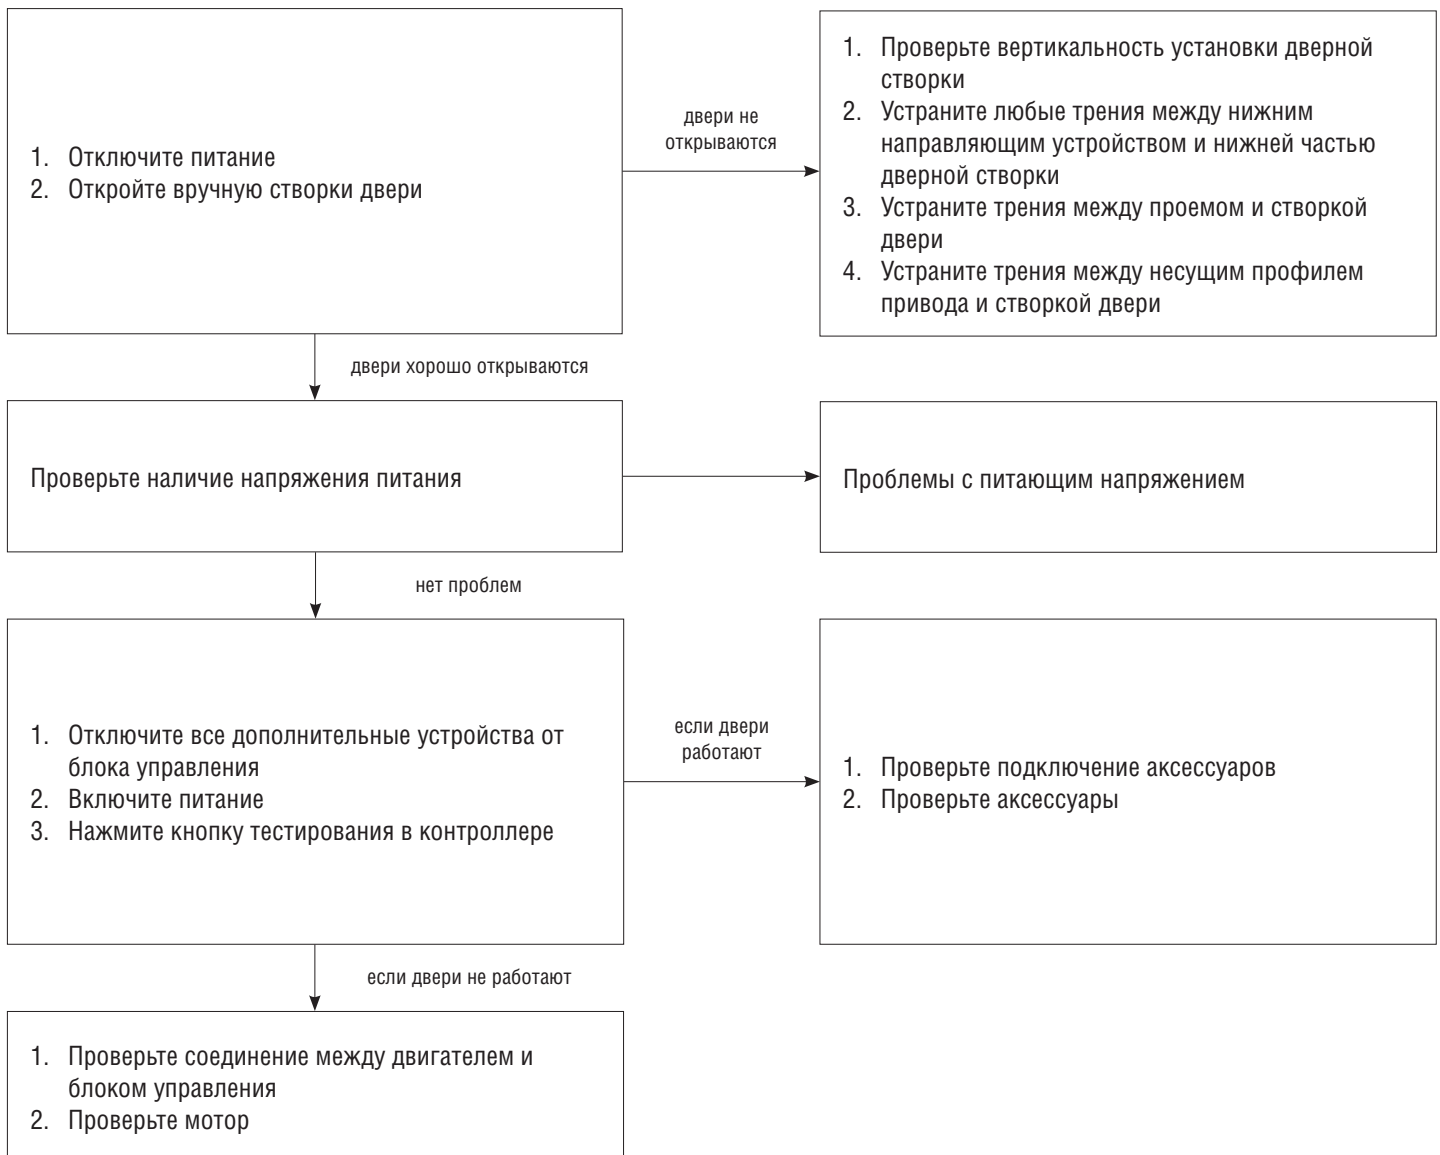 1. Отключите питание
2. Откройте вручную створки двери
двери не
открываются
1. Проверьте вертикальность установки дверной
створки
2. Устраните любые трения между нижним
направляющим устройством и нижней частью
дверной створки
3. Устраните трения между проемом и створкой
двери
4. Устраните трения между несущим профилем
привода и створкой двери
двери хорошо открываются
Проверьте наличие напряжения питания
Проблемы с питающим напряжением
нет проблем
1. Отключите все дополнительные устройства от
блока управления
2. Включите питание
3. Нажмите кнопку тестирования в контроллере
если двери
работают
1. Проверьте подключение аксессуаров
2. Проверьте аксессуары
если двери не работают
1. Проверьте соединение между двигателем и
блоком управления
2. Проверьте мотор